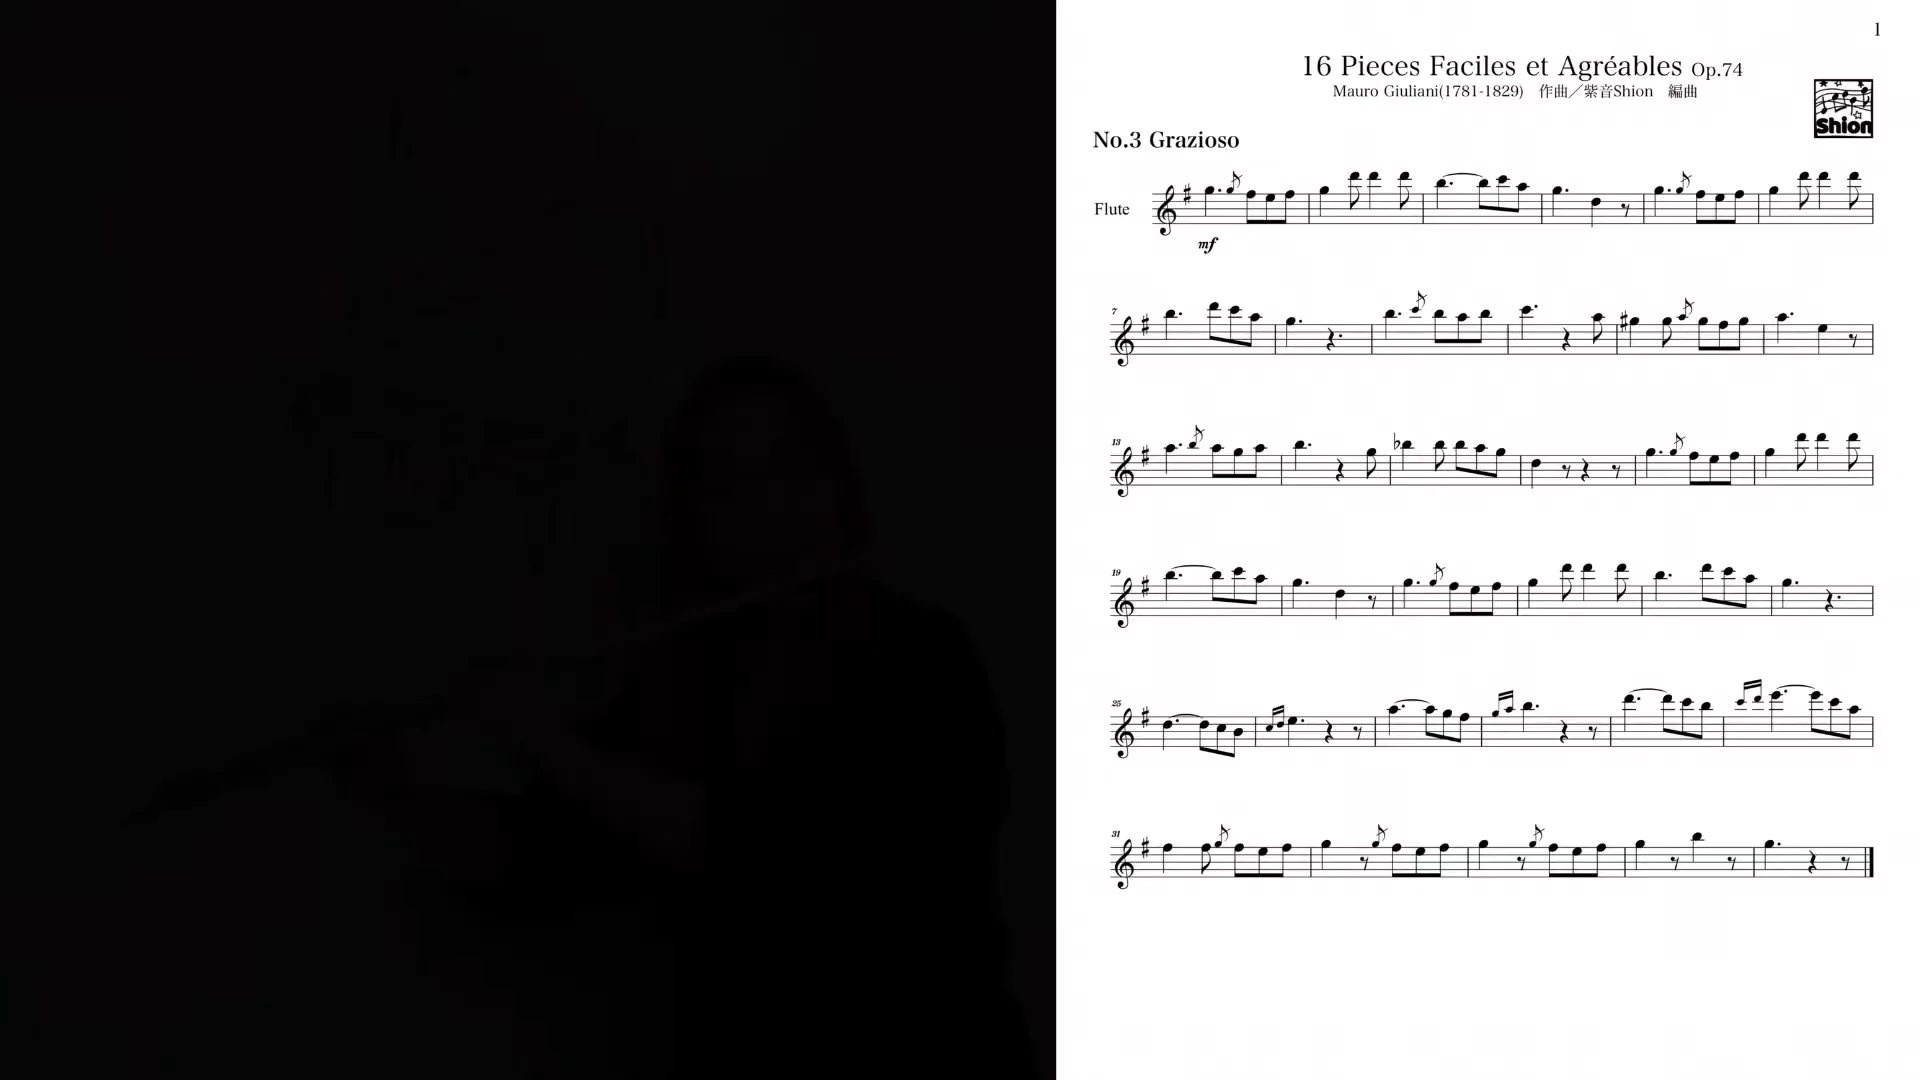 1
16 Pieces Faciles et Agréables Op.74
Mauro Giuliani(1781-1829) 作曲／紫音Shion 編曲
Shion
No.3 Grazioso
Flute
mf
7
13
19
25
31